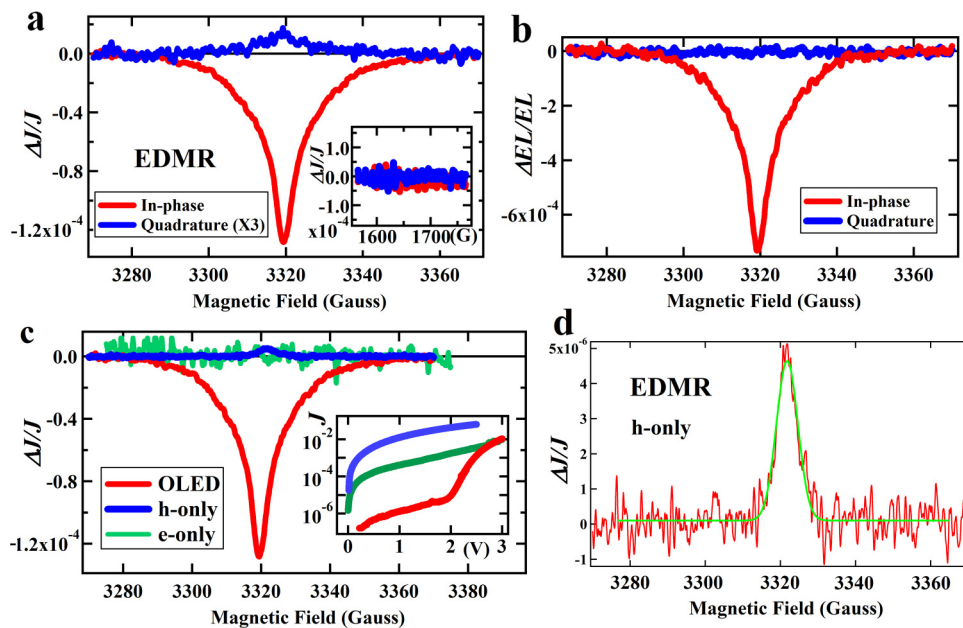 a
0.0
-0.4
-0.8
-1.2x10⁻⁴
ΔJ/J
EDMR
In-phase
Quadrature (X3)
1.0
0.0
-1.0
x10⁻⁴
ΔJ/J
1600 1700 (G)
3280 3300 3320 3340 3360
Magnetic Field (Gauss)
b
0
-2
-4
-6x10⁻⁴
ΔEL/EL
In-phase
Quadrature
3280 3300 3320 3340 3360
Magnetic Field (Gauss)
c
0.0
-0.4
-0.8
-1.2x10⁻⁴
ΔJ/J
OLED
h-only
e-only
J
10⁻²
10⁻⁴
10⁻⁶
0 1 2 (V) 3
3280 3300 3320 3340 3360 3380
Magnetic Field (Gauss)
d
5x10⁻⁶
4
3
2
1
0
-1
ΔJ/J
EDMR
h-only
3280 3300 3320 3340 3360
Magnetic Field (Gauss)